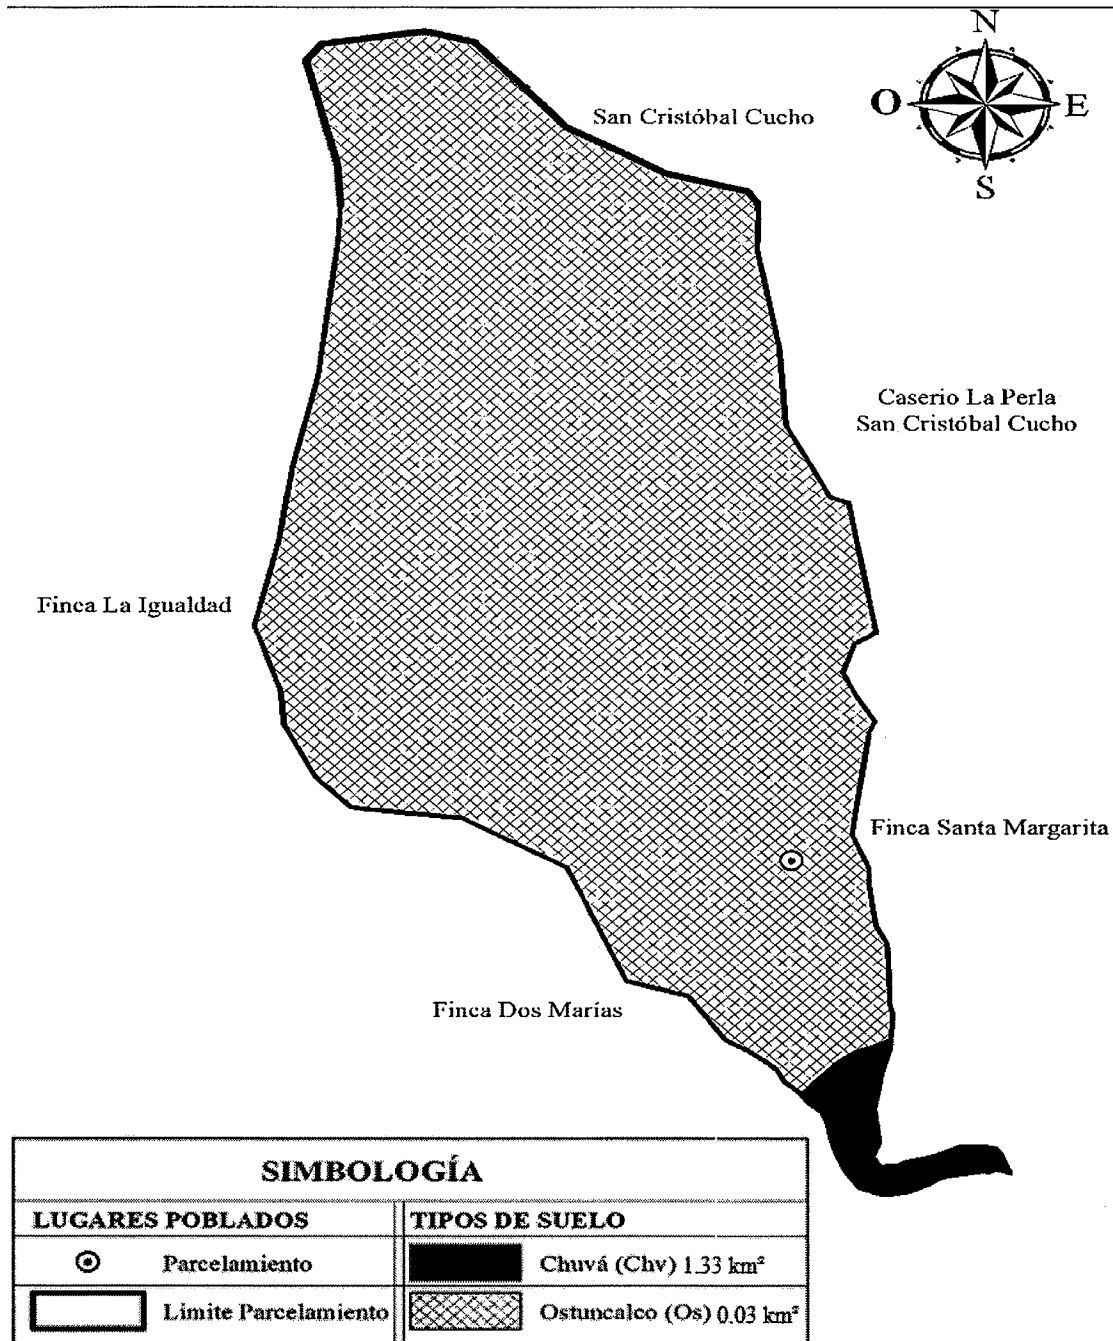 N
San Cristóbal Cucho
O
E
S
Caserio La Perla
San Cristóbal Cucho
Finca La Igualdad
Finca Santa Margarita
Finca Dos Marías
SIMBOLOGÍA
LUGARES POBLADOS
TIPOS DE SUELO
Parcelamiento
Chuvá (Chv) 1.33 km²
Limite Parcelamiento
Ostuncalco (Os) 0.03 km²